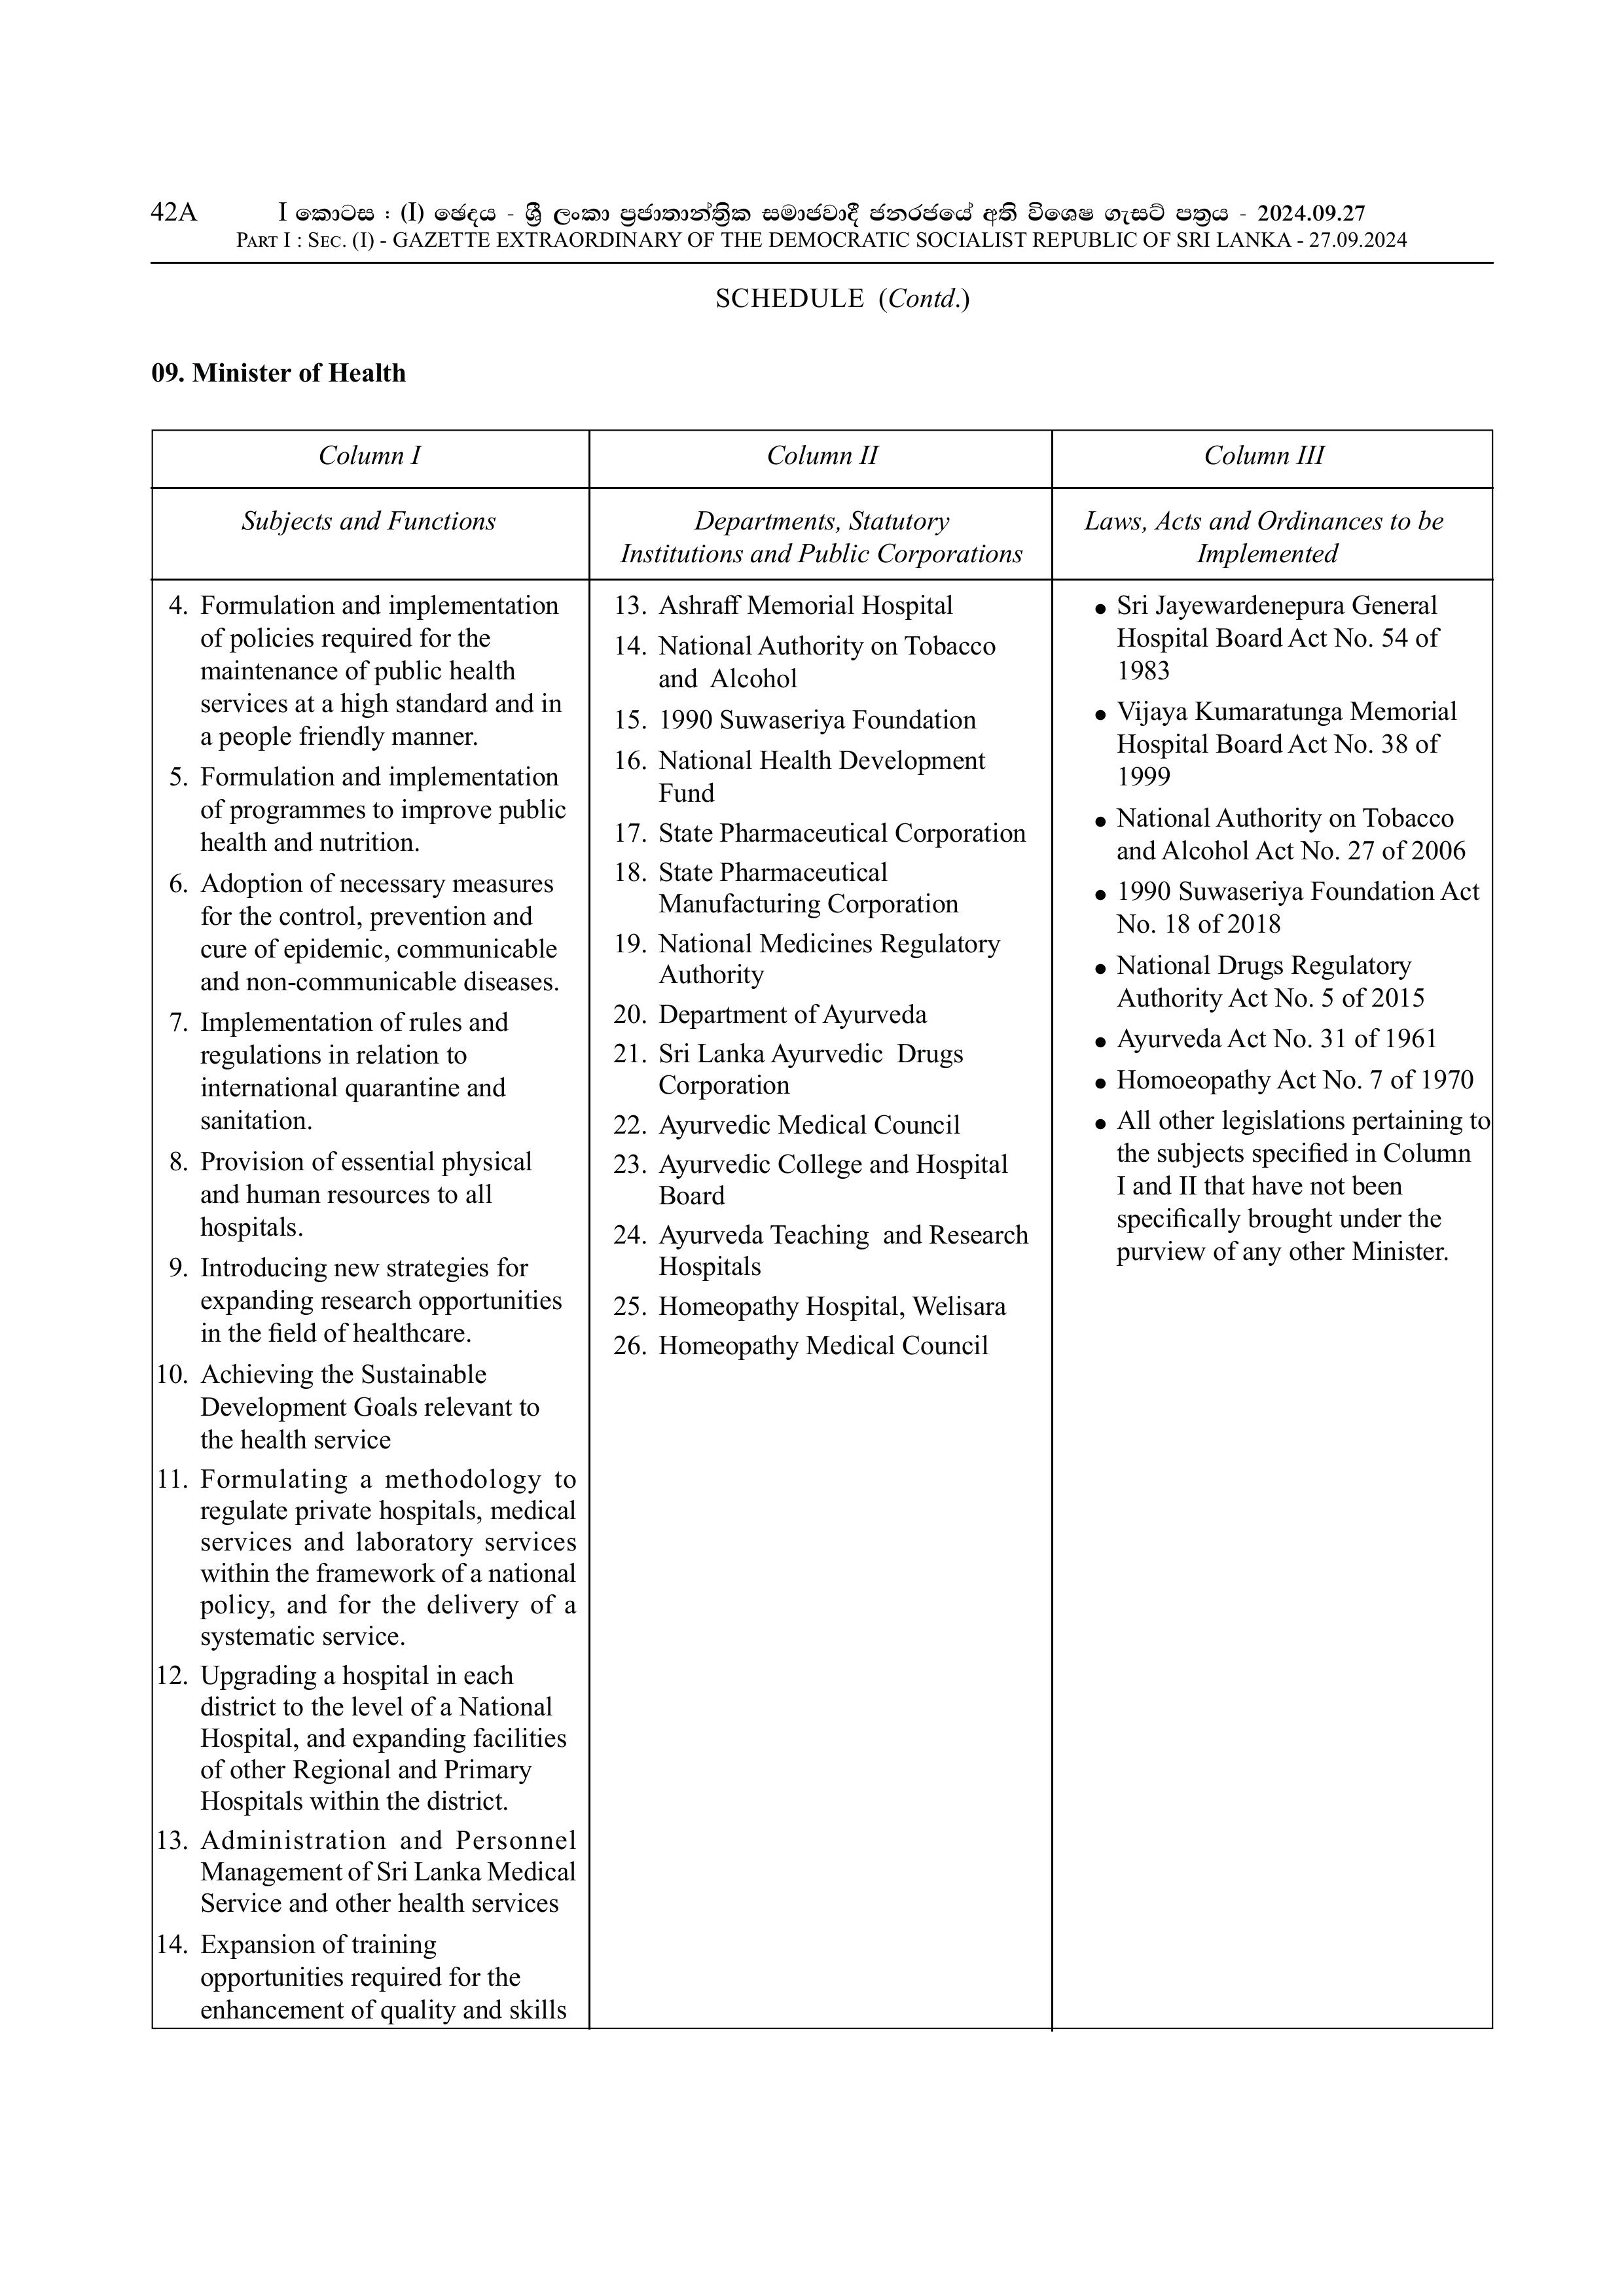 42A
I කොටස : (I) ඡෙදය - ශ්‍රී ලංකා ප්‍රජාතාන්ත්‍රික සමාජවාදී ජනරජයේ අති විශෙෂ ගැසට් පත්‍රය - 2024.09.27
PART I : SEC. (I) - GAZETTE EXTRAORDINARY OF THE DEMOCRATIC SOCIALIST REPUBLIC OF SRI LANKA - 27.09.2024
SCHEDULE (Contd.)
09. Minister of Health
Column I
Column II
Column III
Subjects and Functions
Departments, Statutory
Institutions and Public Corporations
Laws, Acts and Ordinances to be
Implemented
4. Formulation and implementation
of policies required for the
maintenance of public health
services at a high standard and in
a people friendly manner.
5. Formulation and implementation
of programmes to improve public
health and nutrition.
6. Adoption of necessary measures
for the control, prevention and
cure of epidemic, communicable
and non-communicable diseases.
7. Implementation of rules and
regulations in relation to
international quarantine and
sanitation.
8. Provision of essential physical
and human resources to all
hospitals.
9. Introducing new strategies for
expanding research opportunities
in the field of healthcare.
10. Achieving the Sustainable
Development Goals relevant to
the health service
11. Formulating a methodology to
regulate private hospitals, medical
services and laboratory services
within the framework of a national
policy, and for the delivery of a
systematic service.
12. Upgrading a hospital in each
district to the level of a National
Hospital, and expanding facilities
of other Regional and Primary
Hospitals within the district.
13. Administration and Personnel
Management of Sri Lanka Medical
Service and other health services
14. Expansion of training
opportunities required for the
enhancement of quality and skills
13. Ashraff Memorial Hospital
14. National Authority on Tobacco
and Alcohol
15. 1990 Suwaseriya Foundation
16. National Health Development
Fund
17. State Pharmaceutical Corporation
18. State Pharmaceutical
Manufacturing Corporation
19. National Medicines Regulatory
Authority
20. Department of Ayurveda
21. Sri Lanka Ayurvedic Drugs
Corporation
22. Ayurvedic Medical Council
23. Ayurvedic College and Hospital
Board
24. Ayurveda Teaching and Research
Hospitals
25. Homeopathy Hospital, Welisara
26. Homeopathy Medical Council
● Sri Jayewardenepura General
Hospital Board Act No. 54 of
1983
● Vijaya Kumaratunga Memorial
Hospital Board Act No. 38 of
1999
● National Authority on Tobacco
and Alcohol Act No. 27 of 2006
● 1990 Suwaseriya Foundation Act
No. 18 of 2018
● National Drugs Regulatory
Authority Act No. 5 of 2015
● Ayurveda Act No. 31 of 1961
● Homoeopathy Act No. 7 of 1970
● All other legislations pertaining to
the subjects specified in Column
I and II that have not been
specifically brought under the
purview of any other Minister.